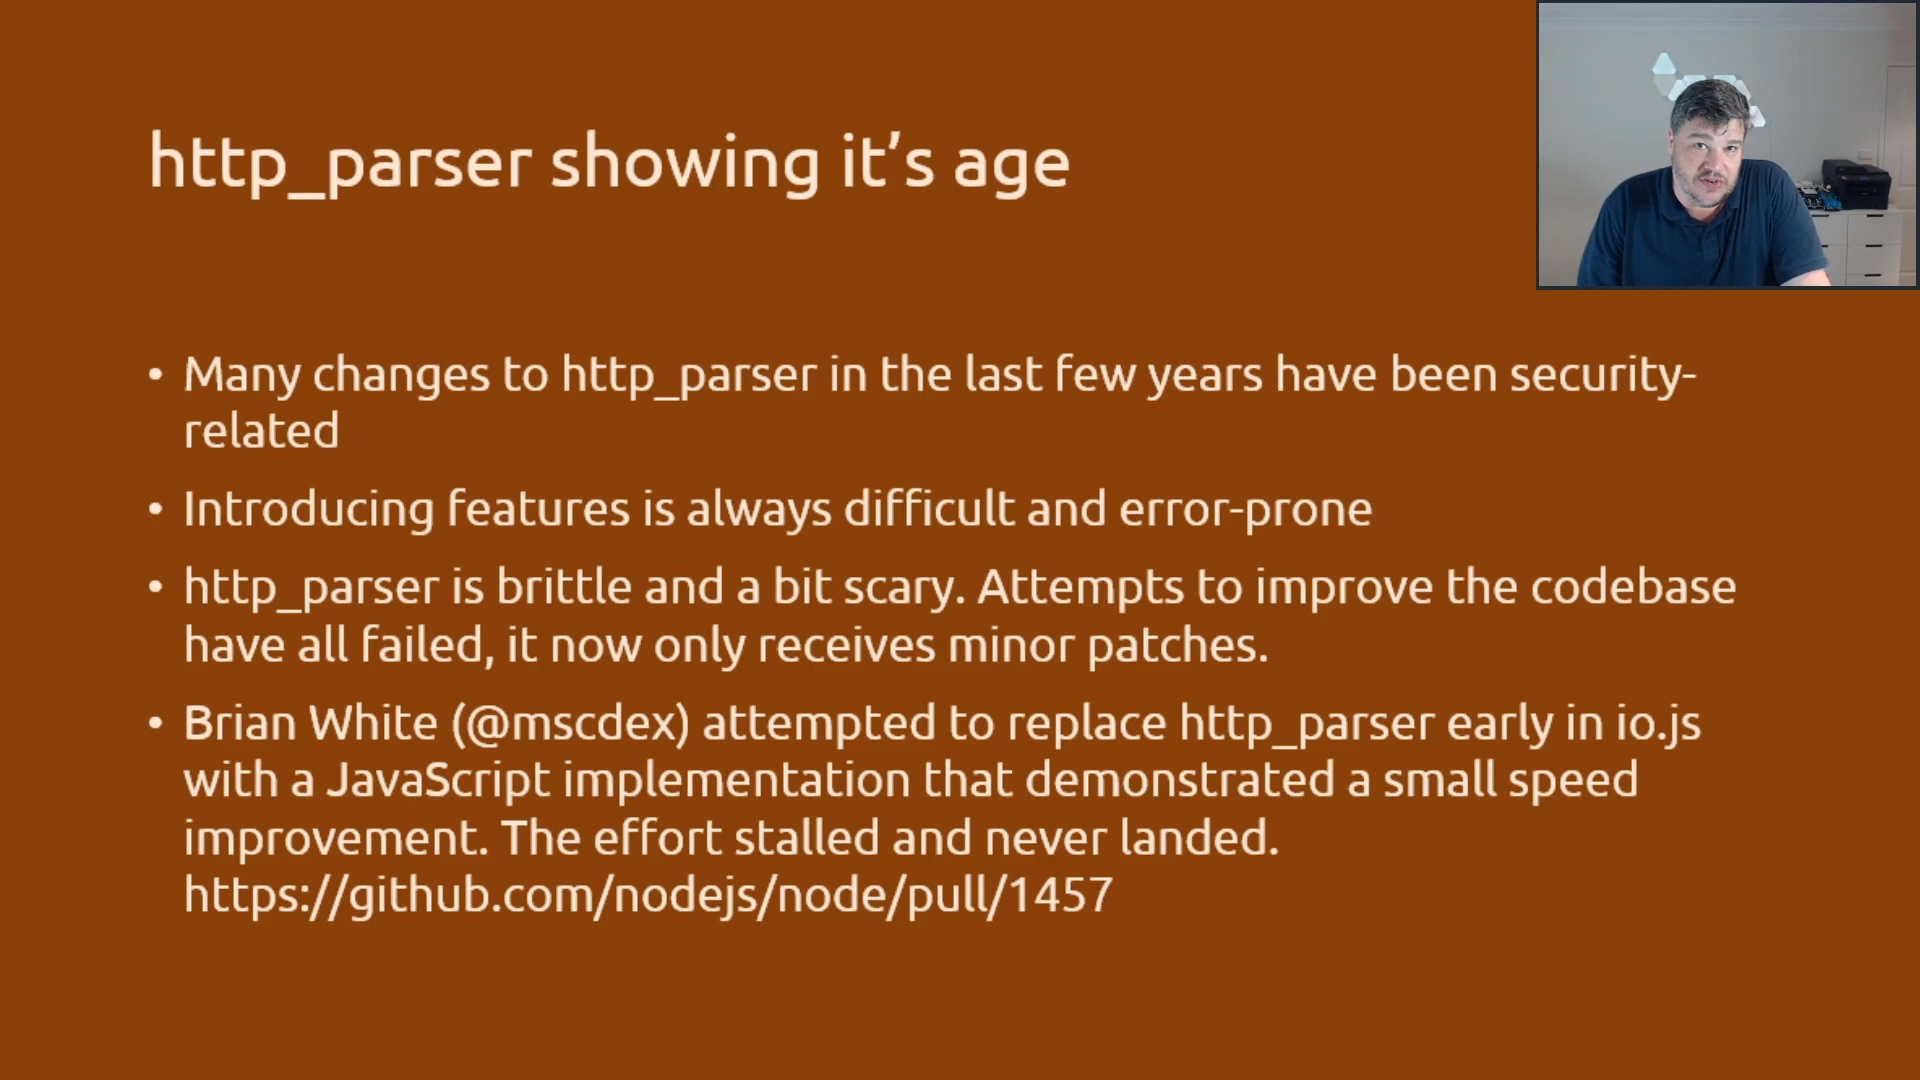 http_parser showing it’s age
• Many changes to http_parser in the last few years have been security-
related
• Introducing features is always difficult and error-prone
• http_parser is brittle and a bit scary. Attempts to improve the codebase
have all failed, it now only receives minor patches.
• Brian White (@mscdex) attempted to replace http_parser early in io.js
with a JavaScript implementation that demonstrated a small speed
improvement. The effort stalled and never landed.
https://github.com/nodejs/node/pull/1457